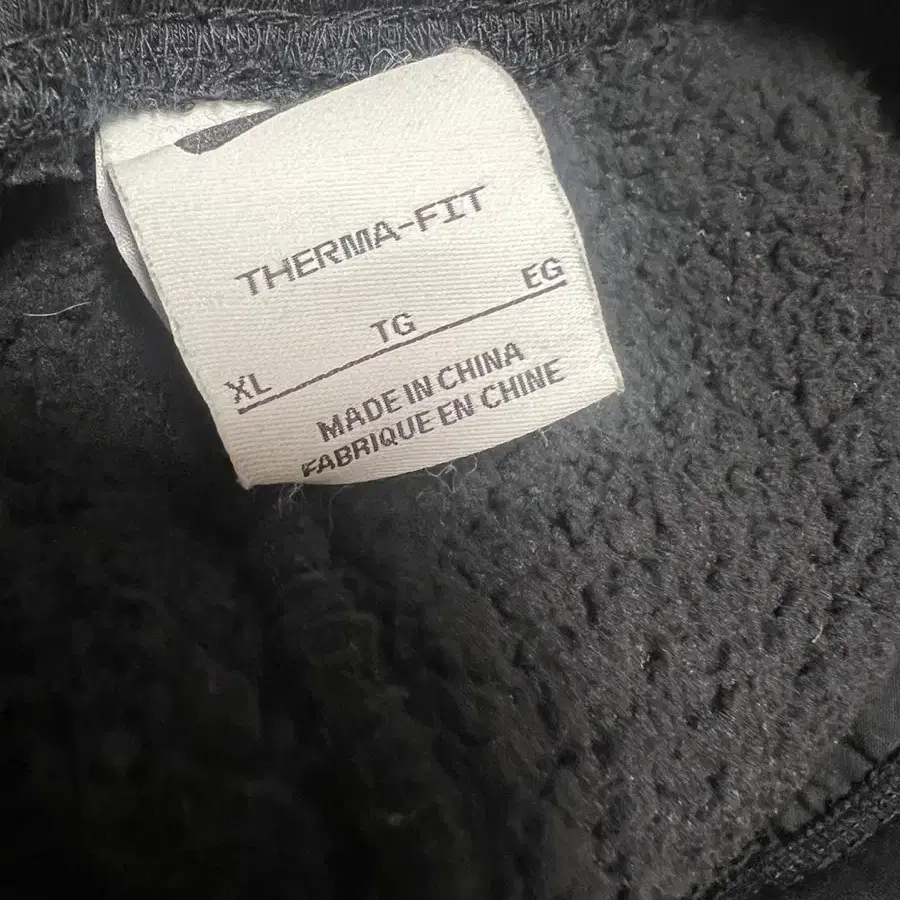 THERMA-FIT
XL TG EG
MADE IN CHINA
FABRIQUE EN CHINE